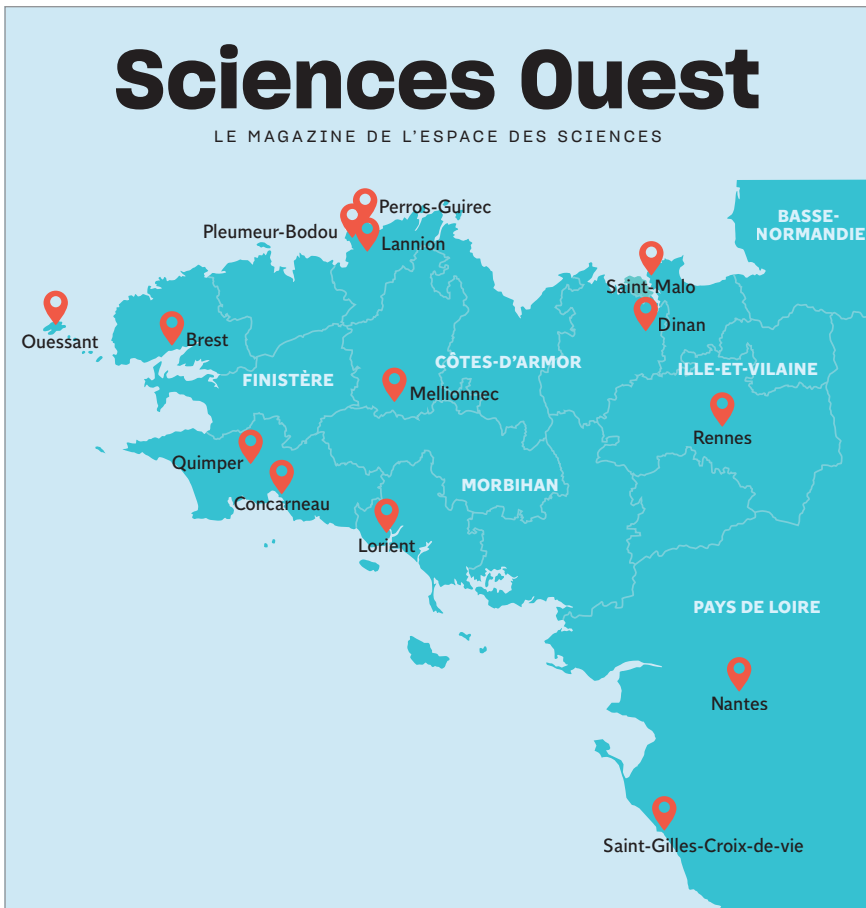 Sciences Ouest
LE MAGAZINE DE L'ESPACE DES SCIENCES
Perros-Guirec
Pleumeur-Bodou
Lannion
BASSE-
NORMANDIE
Saint-Malo
Dinan
Ouessant
Brest
CÔTES-D'ARMOR
ILLE-ET-VILAINE
FINISTÈRE
Mellionnec
Rennes
Quimper
Concarneau
MORBIHAN
Lorient
PAYS DE LOIRE
Nantes
Saint-Gilles-Croix-de-vie